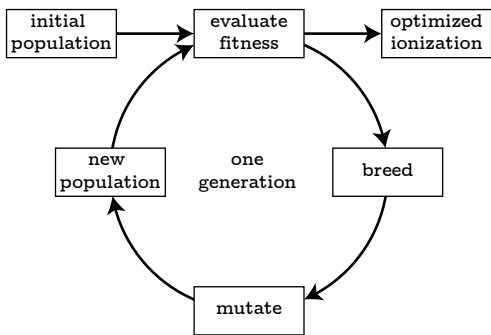 initial
population
evaluate
fitness
optimized
ionization
new
population
one
generation
breed
mutate